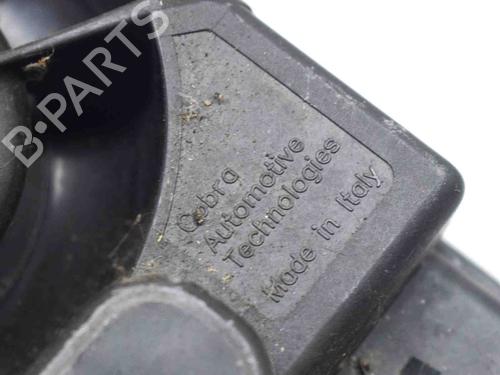 B-PARTS
Cobra
Automotive
Technologies
Made in Italy